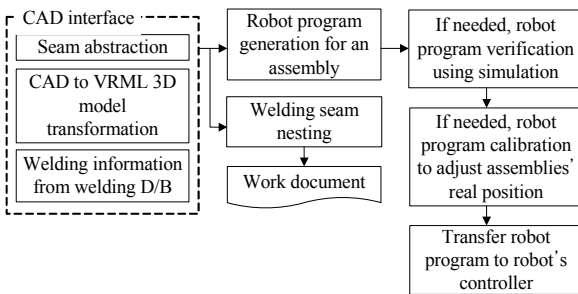 CAD interface
Seam abstraction
CAD to VRML 3D
model
transformation
Welding information
from welding D/B
Robot program
generation for an
assembly
Welding seam
nesting
Work document
If needed, robot
program verification
using simulation
If needed, robot
program calibration
to adjust assemblies’
real position
Transfer robot
program to robot’s
controller